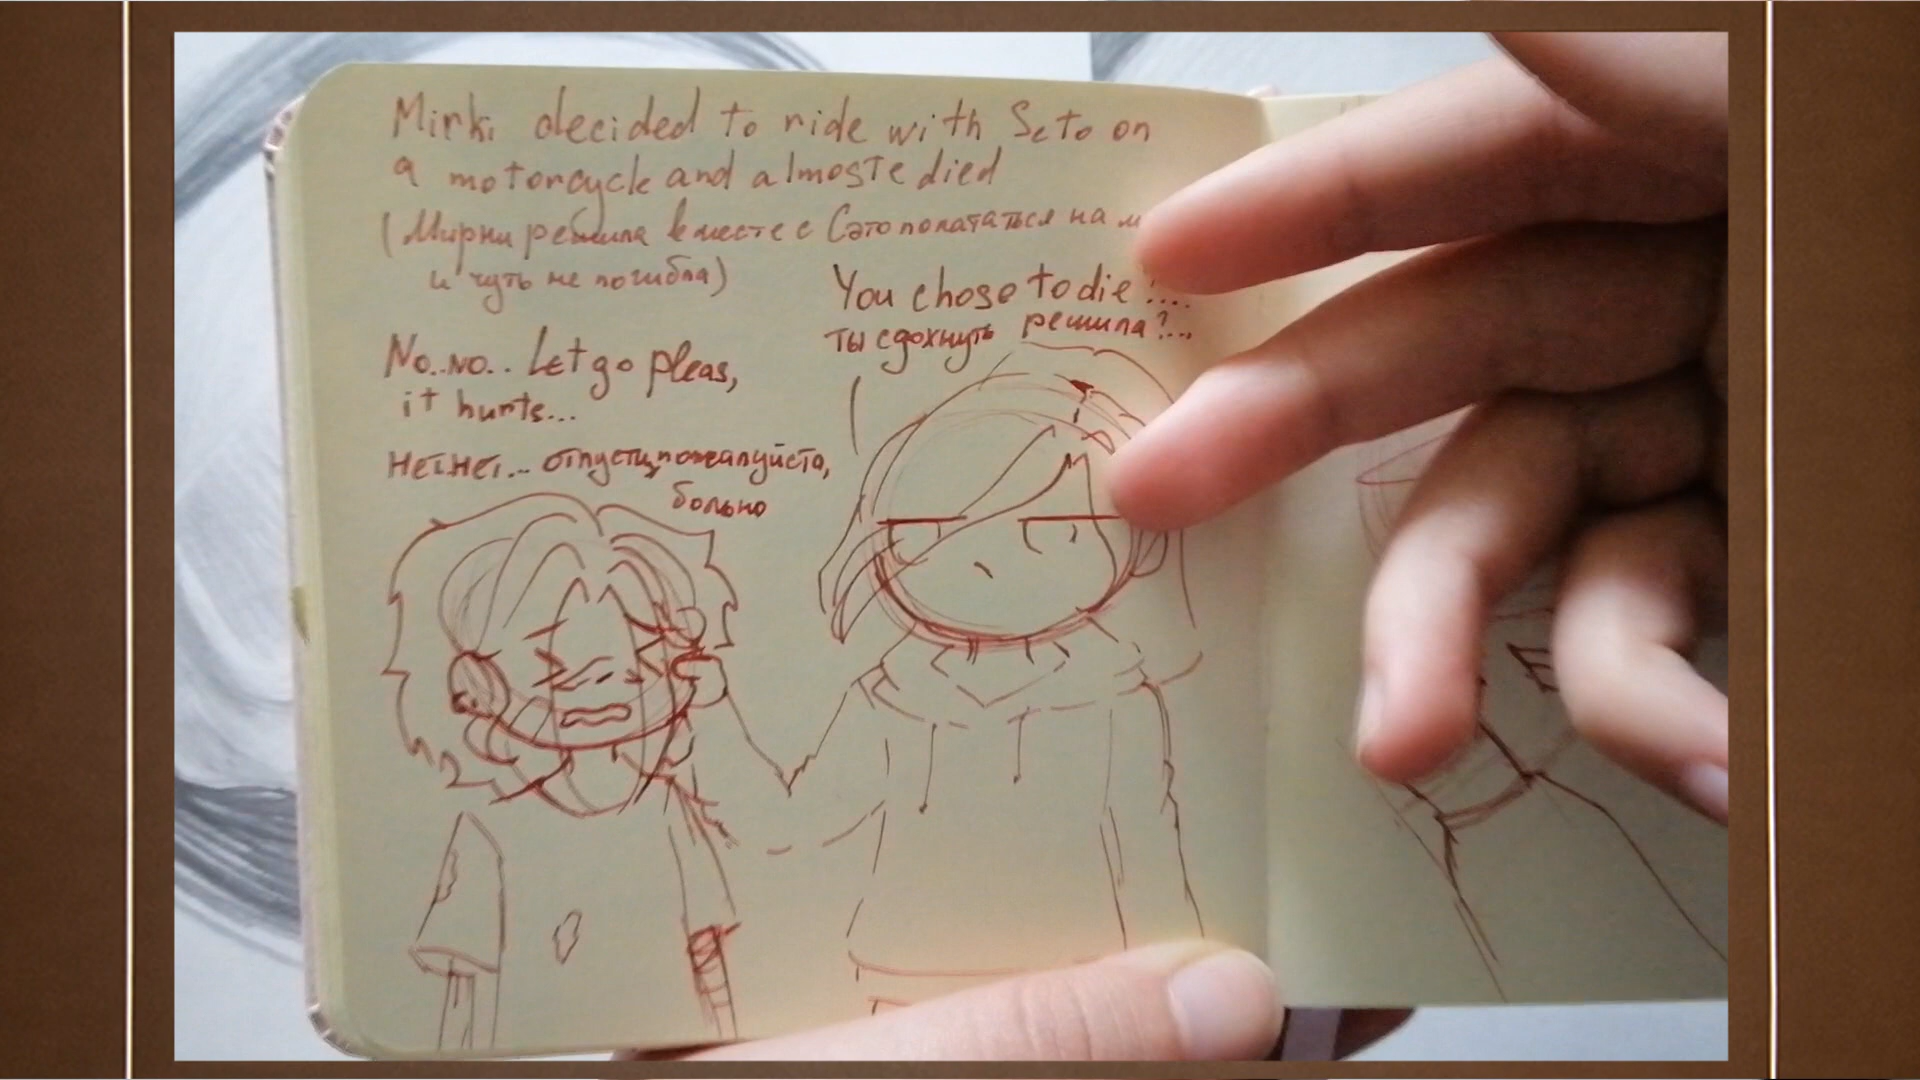 Mirki decided to ride with Seto on
a motorcycle and almoste died
(Мирки решила вместе с Сэто покататься на м
и чуть не погибла)
You chose to die?....
ты сдохнуть решила?...
No..No.. Let go pleas,
it hurts...
Нет.Нет... отпусти,пожалуйста,
больно